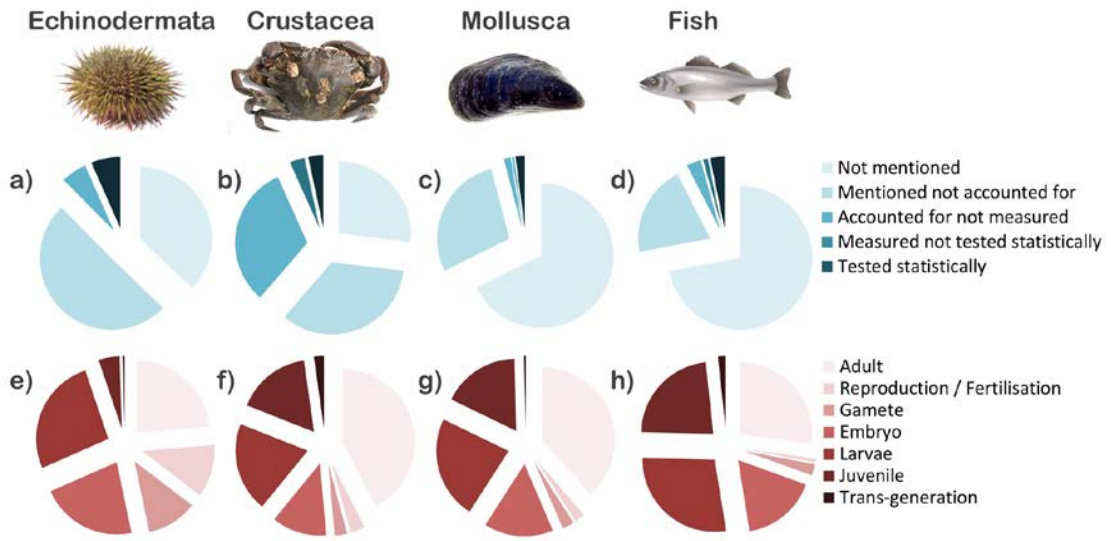 Echinodermata Crustacea Mollusca Fish
a) b) c) d)
Not mentioned
Mentioned not accounted for
Accounted for not measured
Measured not tested statistically
Tested statistically
e) f) g) h)
Adult
Reproduction / Fertilisation
Gamete
Embryo
Larvae
Juvenile
Trans-generation